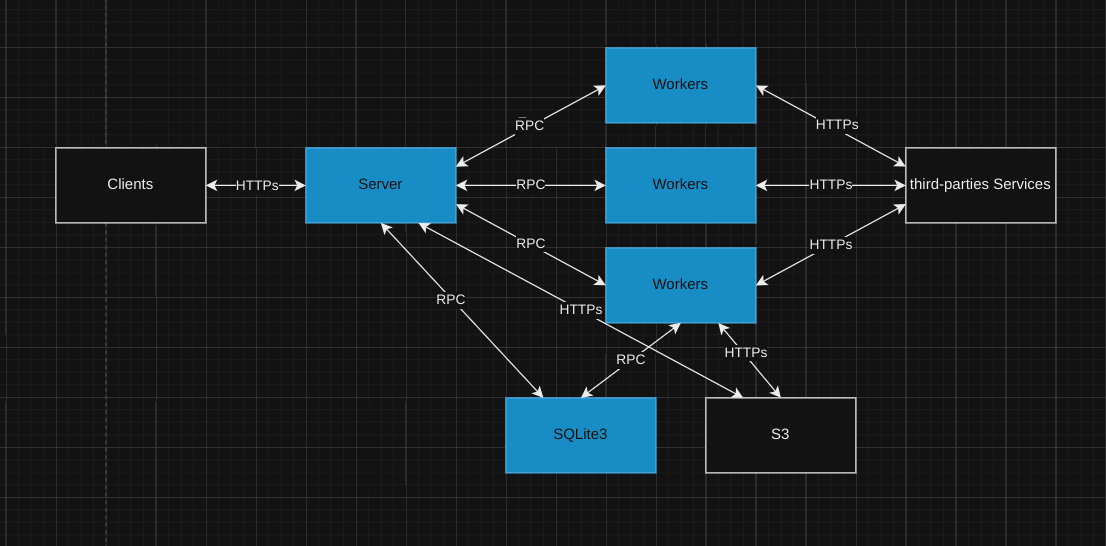 Workers
RPC
HTTPs
Clients
HTTPs
Server
RPC
Workers
HTTPs
third-parties Services
RPC
HTTPs
Workers
RPC
HTTPs
RPC
HTTPs
SQLite3
S3